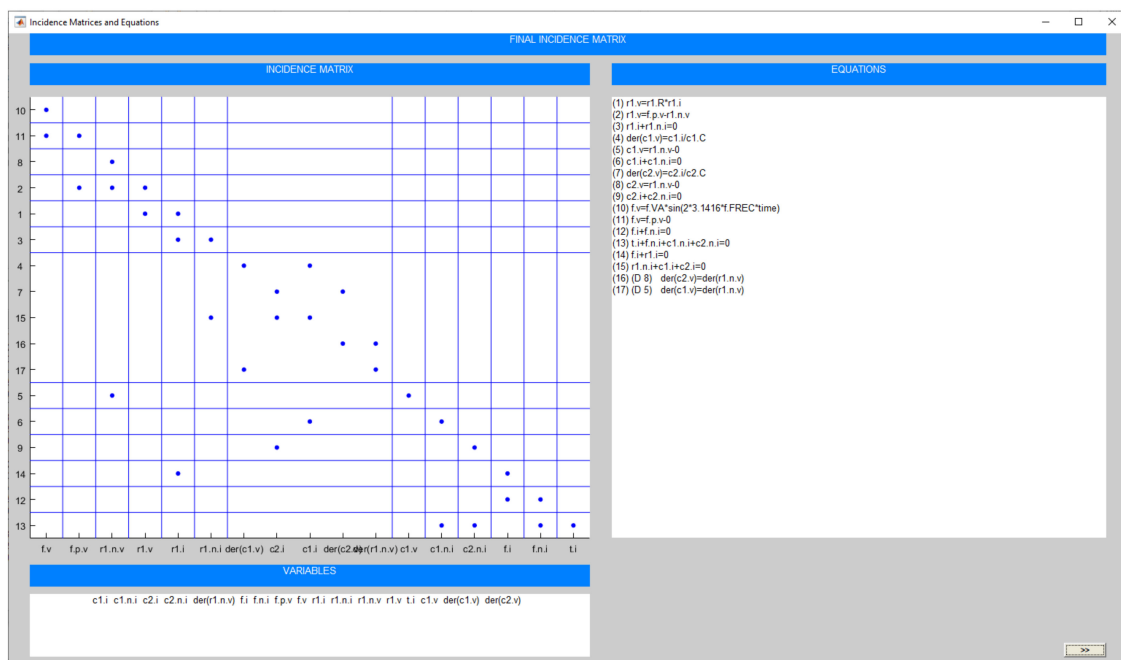 Incidence Matrices and Equations
FINAL INCIDENCE MATRIX
INCIDENCE MATRIX
10
11
8
2
1
3
4
7
15
16
17
5
6
9
14
12
13
f.v f.p.v r1.n.v r1.v r1.i r1.n.i der(c1.v) c2.i c1.i der(c2.v) der(r1.n.v) c1.v c1.n.i c2.n.i f.i f.n.i t.i
EQUATIONS
(1) r1.v=r1.R*r1.i
(2) r1.v=f.p.v-r1.n.v
(3) r1.i+r1.n.i=0
(4) der(c1.v)=c1.i/c1.C
(5) c1.v=r1.n.v-0
(6) c1.i+c1.n.i=0
(7) der(c2.v)=c2.i/c2.C
(8) c2.v=r1.n.v-0
(9) c2.i+c2.n.i=0
(10) f.v=f.VA*sin(2*3.1416*f.FREC*time)
(11) f.v=f.p.v-0
(12) f.i+f.n.i=0
(13) t.i+f.n.i+c1.n.i+c2.n.i=0
(14) f.i+r1.i=0
(15) r1.n.i+c1.i+c2.i=0
(16) (D 8) der(c2.v)=der(r1.n.v)
(17) (D 5) der(c1.v)=der(r1.n.v)
VARIABLES
c1.i c1.n.i c2.i c2.n.i der(r1.n.v) f.i f.n.i f.p.v f.v r1.i r1.n.i r1.n.v r1.v t.i c1.v der(c1.v) der(c2.v)
>>